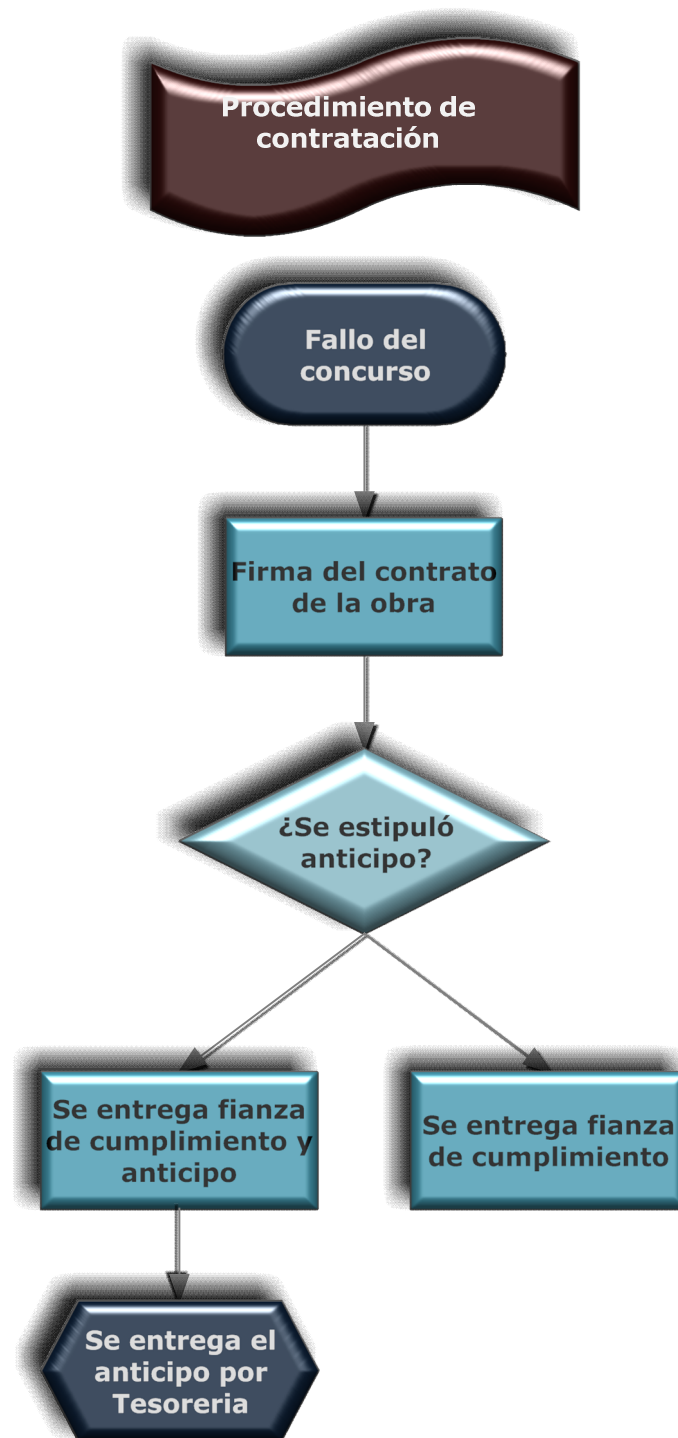 Procedimiento de
contratación
Fallo del
concurso
Firma del contrato
de la obra
¿Se estipuló
anticipo?
Se entrega fianza
de cumplimiento y
anticipo
Se entrega fianza
de cumplimiento
Se entrega el
anticipo por
Tesoreria